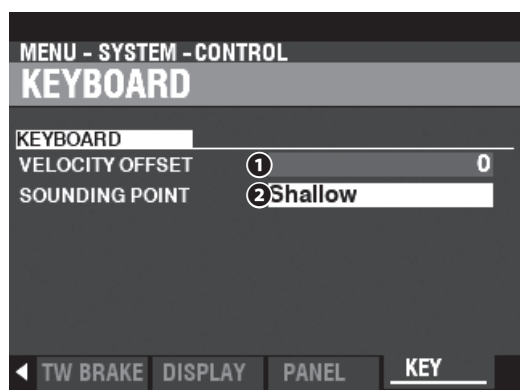 MENU - SYSTEM - CONTROL
KEYBOARD
KEYBOARD
VELOCITY OFFSET 1 0
SOUNDING POINT 2 Shallow
TW BRAKE DISPLAY PANEL KEY